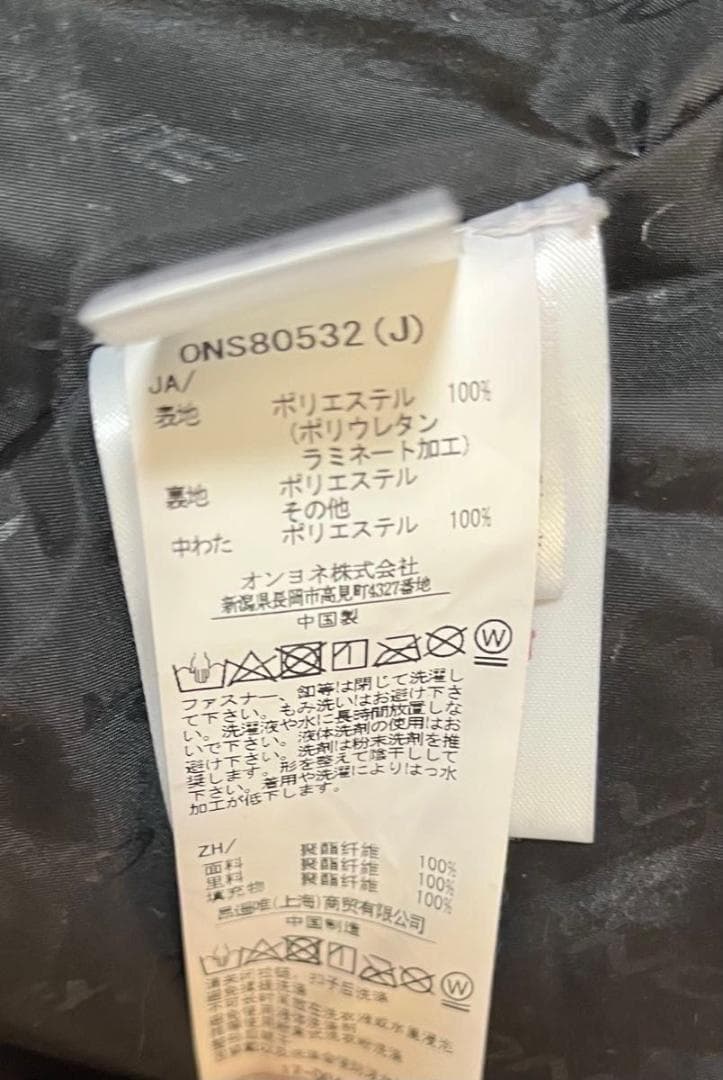 ONS80532(J)
JA/
表地 ポリエステル 100%
(ポリウレタン
ラミネート加工)
裏地 ポリエステル
その他
中わた ポリエステル 100%
オンヨネ株式会社
新潟県長岡市高見町4327番地
中国製
W
ファスナー、釦等は閉じて洗濯し
て下さい。もみ洗いはお避け下さ
い。洗濯液や水に長時間放置しな
いで下さい。液体洗剤の使用はお
避け下さい。洗剤は粉末洗剤を推
奨します。形を整えて陰干しして
下さい。着用や洗濯によりはっ水
加工が低下します。
ZH/
面料 聚酯纤维 100%
里料 聚酯纤维 100%
填充物 聚酯纤维 100%
(上海)商贸有限公司
中国制造
W